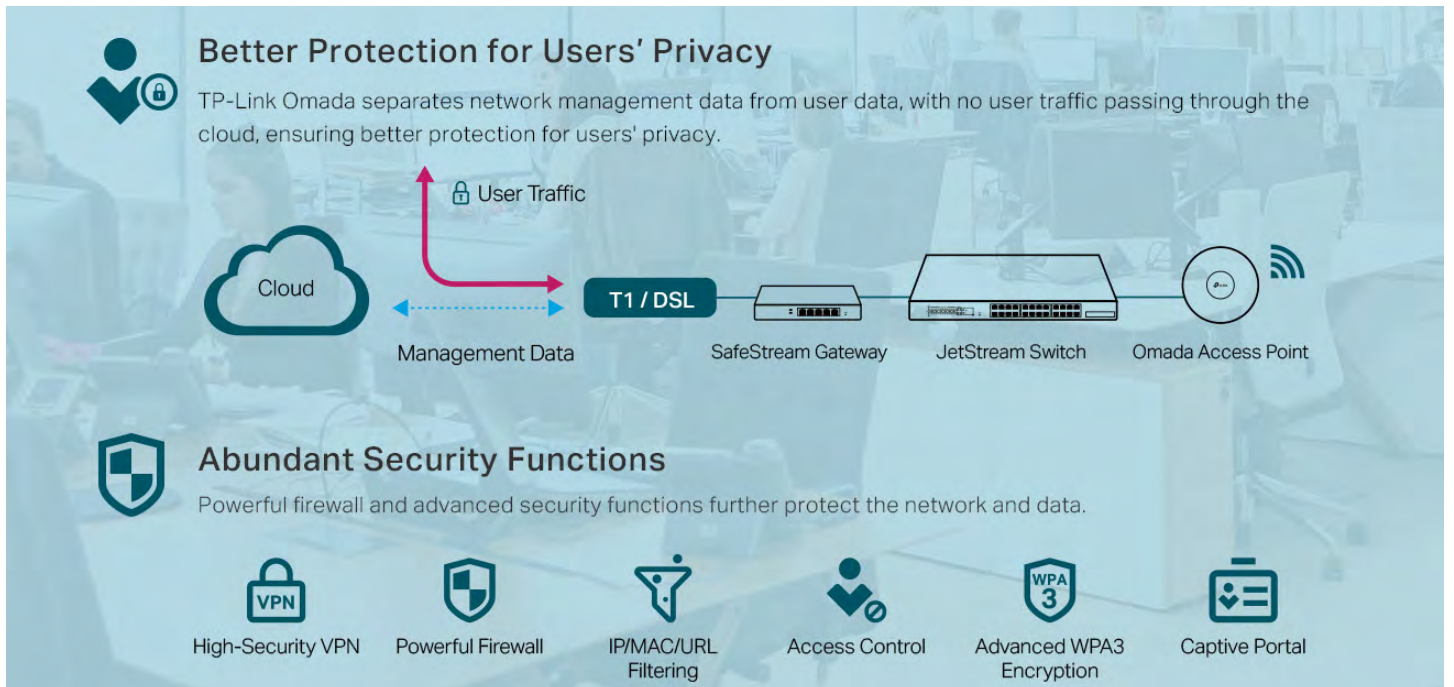 Better Protection for Users' Privacy
TP-Link Omada separates network management data from user data, with no user traffic passing through the
cloud, ensuring better protection for users' privacy.
User Traffic
Cloud
T1 / DSL
Management Data
SafeStream Gateway
JetStream Switch
Omada Access Point
Abundant Security Functions
Powerful firewall and advanced security functions further protect the network and data.
VPN
WPA
3
High-Security VPN
Powerful Firewall
IP/MAC/URL
Filtering
Access Control
Advanced WPA3
Encryption
Captive Portal